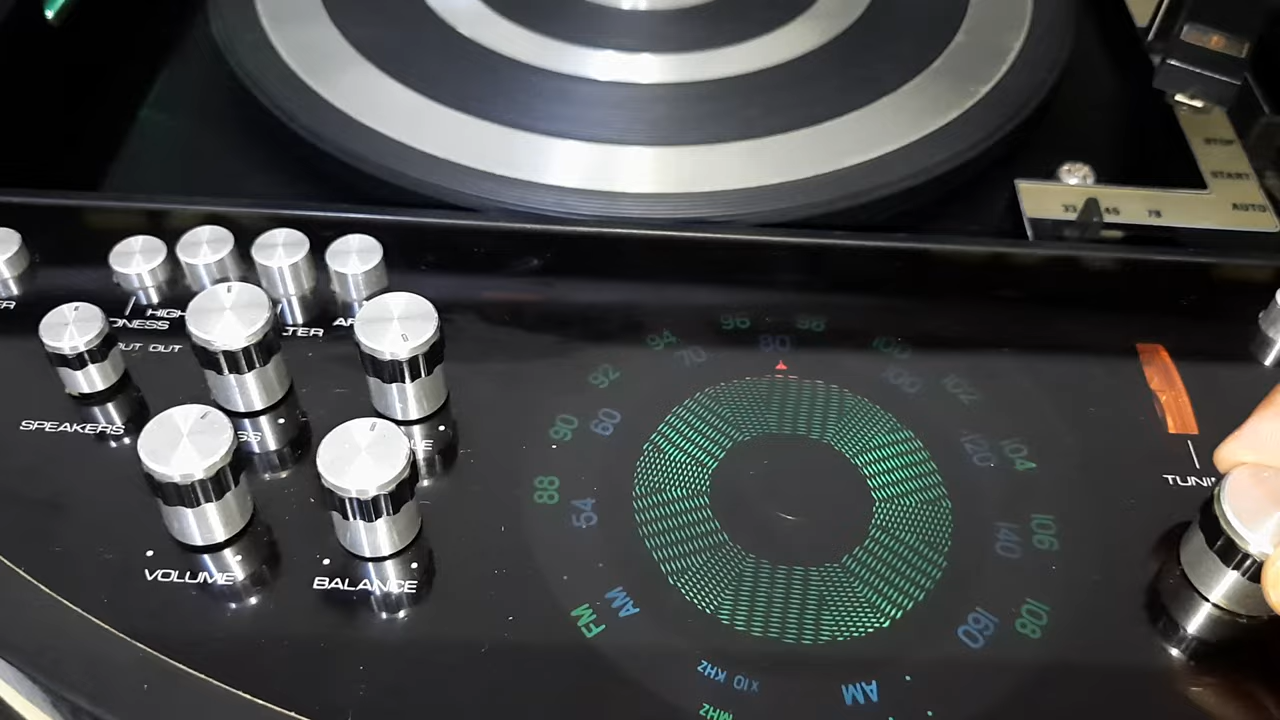 STOP
START
AUTO
33 45 78
HIGH
OUT OUT
SPEAKERS
VOLUME
BALANCE
94 96 98 100 102 104 106 108
92
90
88
54 60 70 80 100 120 140 160
FM
AM
x10 KHz
MHz
AM